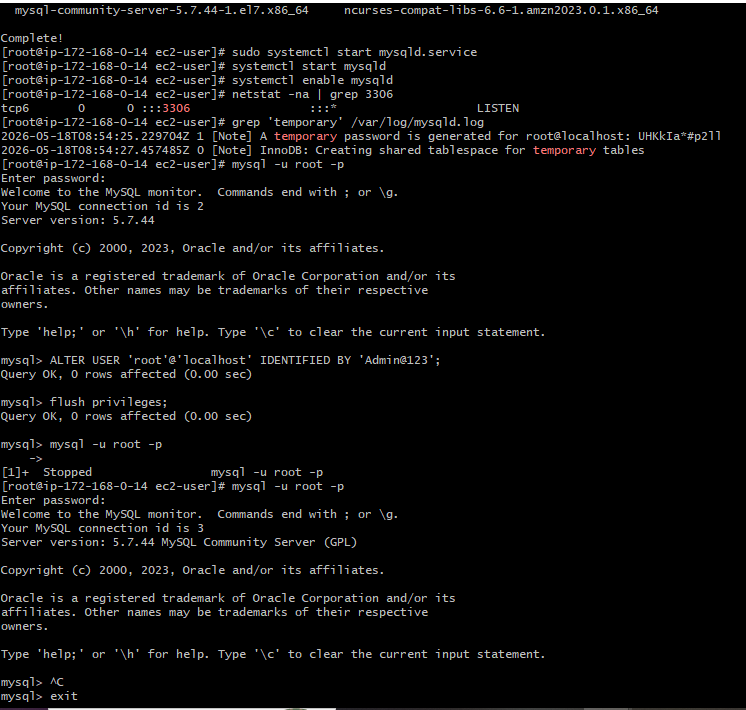 mysql-community-server-5.7.44-1.el7.x86_64     ncurses-compat-libs-6.6-1.amzn2023.0.1.x86_64
Complete!
[root@ip-172-168-0-14 ec2-user]# sudo systemctl start mysqld.service
[root@ip-172-168-0-14 ec2-user]# systemctl start mysqld
[root@ip-172-168-0-14 ec2-user]# systemctl enable mysqld
[root@ip-172-168-0-14 ec2-user]# netstat -na | grep 3306
tcp6       0      0 :::3306                 :::*                    LISTEN
[root@ip-172-168-0-14 ec2-user]# grep 'temporary' /var/log/mysqld.log
2026-05-18T08:54:25.229704Z 1 [Note] A temporary password is generated for root@localhost: UHKkIa*#p2ll
2026-05-18T08:54:27.457485Z 0 [Note] InnoDB: Creating shared tablespace for temporary tables
[root@ip-172-168-0-14 ec2-user]# mysql -u root -p
Enter password:
Welcome to the MySQL monitor.  Commands end with ; or \g.
Your MySQL connection id is 2
Server version: 5.7.44
Copyright (c) 2000, 2023, Oracle and/or its affiliates.
Oracle is a registered trademark of Oracle Corporation and/or its
affiliates. Other names may be trademarks of their respective
owners.
Type 'help;' or '\h' for help. Type '\c' to clear the current input statement.
mysql> ALTER USER 'root'@'localhost' IDENTIFIED BY 'Admin@123';
Query OK, 0 rows affected (0.00 sec)
mysql> flush privileges;
Query OK, 0 rows affected (0.00 sec)
mysql> mysql -u root -p
    ->
[1]+  Stopped                 mysql -u root -p
[root@ip-172-168-0-14 ec2-user]# mysql -u root -p
Enter password:
Welcome to the MySQL monitor.  Commands end with ; or \g.
Your MySQL connection id is 3
Server version: 5.7.44 MySQL Community Server (GPL)
Copyright (c) 2000, 2023, Oracle and/or its affiliates.
Oracle is a registered trademark of Oracle Corporation and/or its
affiliates. Other names may be trademarks of their respective
owners.
Type 'help;' or '\h' for help. Type '\c' to clear the current input statement.
mysql> ^C
mysql> exit